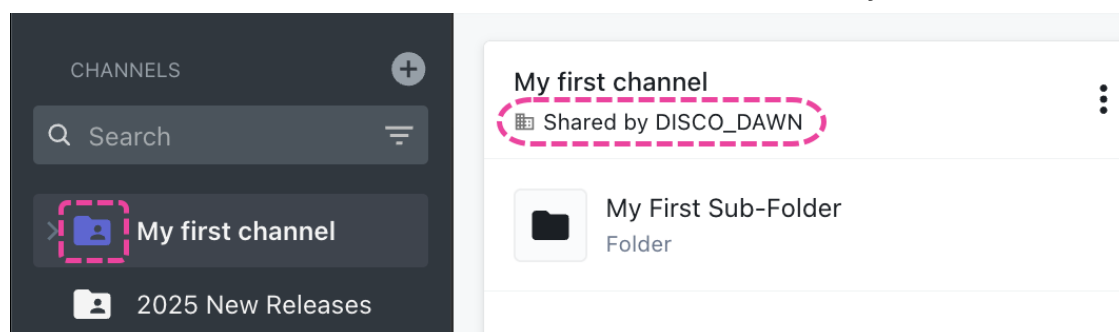 CHANNELS
Search
My first channel
2025 New Releases
My first channel
Shared by DISCO_DAWN
My First Sub-Folder
Folder